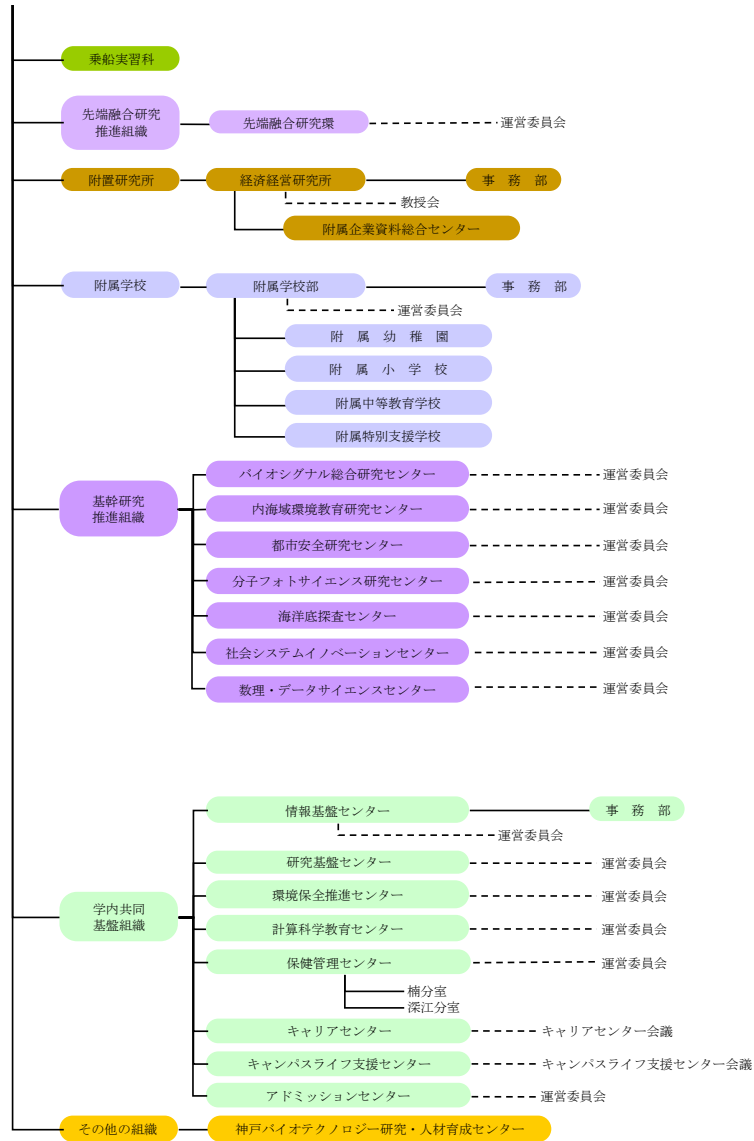 乗船実習科
先端融合研究
推進組織
先端融合研究環
運営委員会
附置研究所
経済経営研究所
事　務　部
教授会
附属企業資料総合センター
附属学校
附属学校部
事　務　部
運営委員会
附　属　幼　稚　園
附　属　小　学　校
附属中等教育学校
附属特別支援学校
基幹研究
推進組織
バイオシグナル総合研究センター
運営委員会
内海域環境教育研究センター
運営委員会
都市安全研究センター
運営委員会
分子フォトサイエンス研究センター
運営委員会
海洋底探査センター
運営委員会
社会システムイノベーションセンター
運営委員会
数理・データサイエンスセンター
運営委員会
学内共同
基盤組織
情報基盤センター
事　務　部
運営委員会
研究基盤センター
運営委員会
環境保全推進センター
運営委員会
計算科学教育センター
運営委員会
保健管理センター
運営委員会
楠分室
深江分室
キャリアセンター
キャリアセンター会議
キャンパスライフ支援センター
キャンパスライフ支援センター会議
アドミッションセンター
運営委員会
その他の組織
神戸バイオテクノロジー研究・人材育成センター